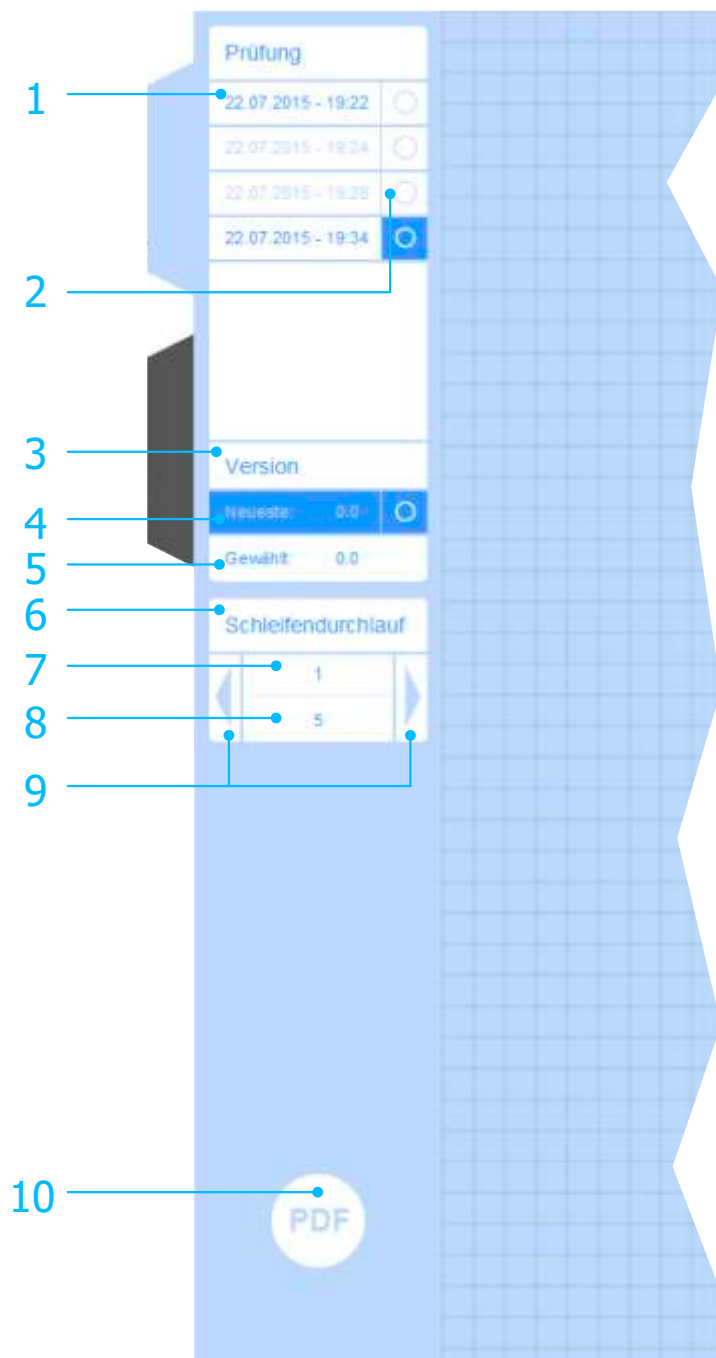 Prüfung
1
22.07.2015 - 19:22
22.07.2015 - 19:24
22.07.2015 - 19:28
22.07.2015 - 19:34
2
3
Version
4
Neueste: 0.0
5
Gewählt: 0.0
6
Schleifendurchlauf
7
1
8
5
9
10
PDF